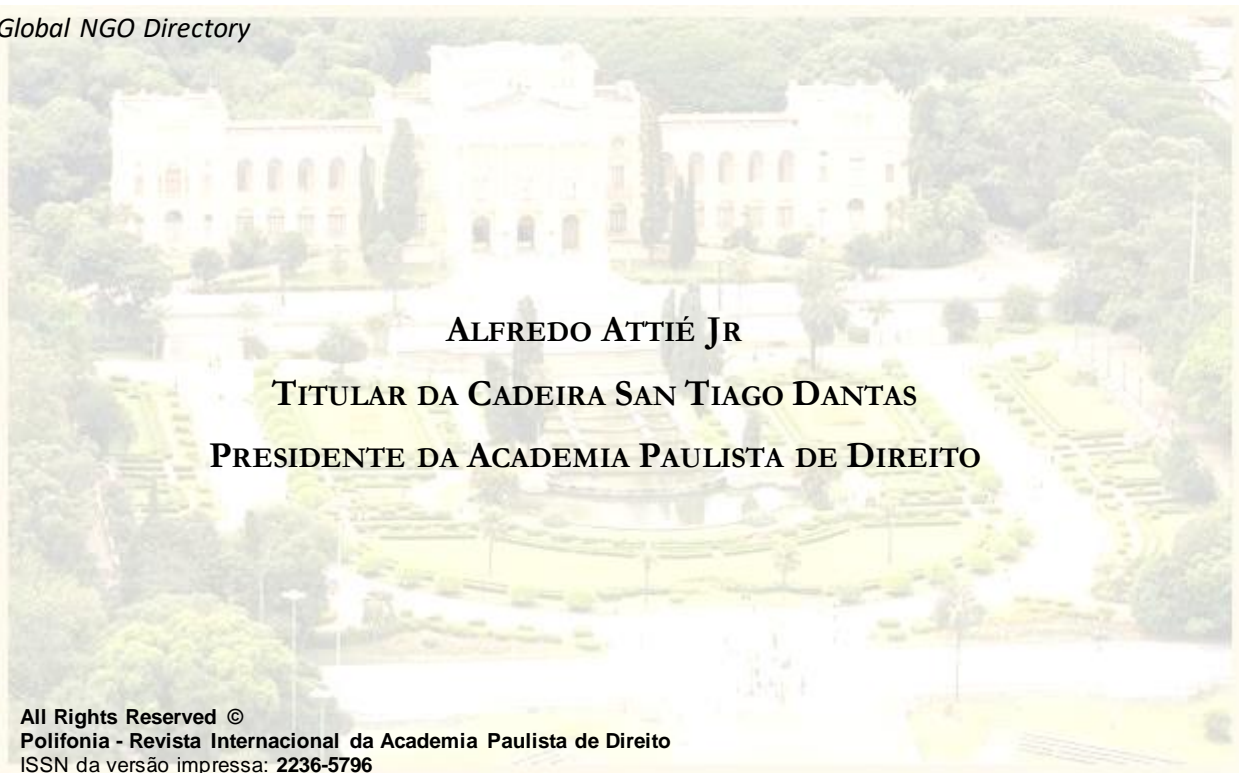 Global NGO Directory
ALFREDO ATTIÉ JR
TITULAR DA CADEIRA SAN TIAGO DANTAS
PRESIDENTE DA ACADEMIA PAULISTA DE DIREITO
All Rights Reserved ©
Polifonia - Revista Internacional da Academia Paulista de Direito
ISSN da versão impressa: 2236-5796